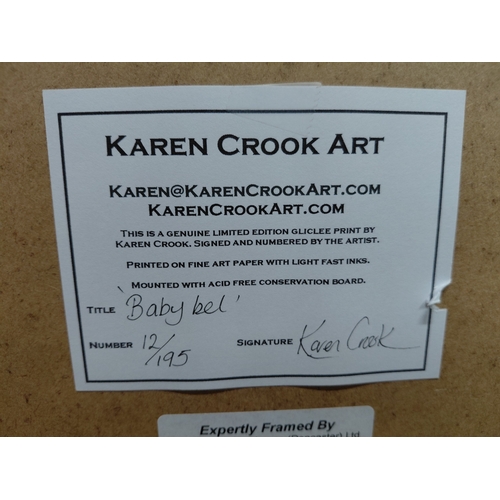 KAREN CROOK ART
KAREN@KARENCROOKART.COM
KARENCROOKART.COM
THIS IS A GENUINE LIMITED EDITION GLICLEE PRINT BY
KAREN CROOK. SIGNED AND NUMBERED BY THE ARTIST.
PRINTED ON FINE ART PAPER WITH LIGHT FAST INKS.
MOUNTED WITH ACID FREE CONSERVATION BOARD.
TITLE 'Baby bel'
NUMBER 12/195 SIGNATURE Karen Crook
Expertly Framed By
Ltd